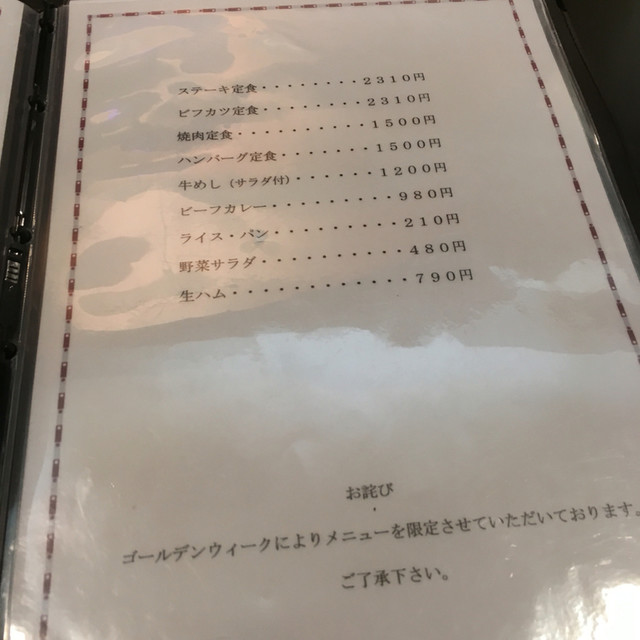 ステーキ定食・・・・・・・・２３１０円
ビフカツ定食・・・・・・・・２３１０円
焼肉定食・・・・・・・・・・１５００円
ハンバーグ定食・・・・・・・１５００円
牛めし（サラダ付）・・・・・・１２００円
ビーフカレー・・・・・・・・・９８０円
ライス・パン・・・・・・・・・２１０円
野菜サラダ・・・・・・・・・・４８０円
生ハム・・・・・・・・・・・・７９０円
お詫び
ゴールデンウィークによりメニューを限定させていただいております。
ご了承下さい。